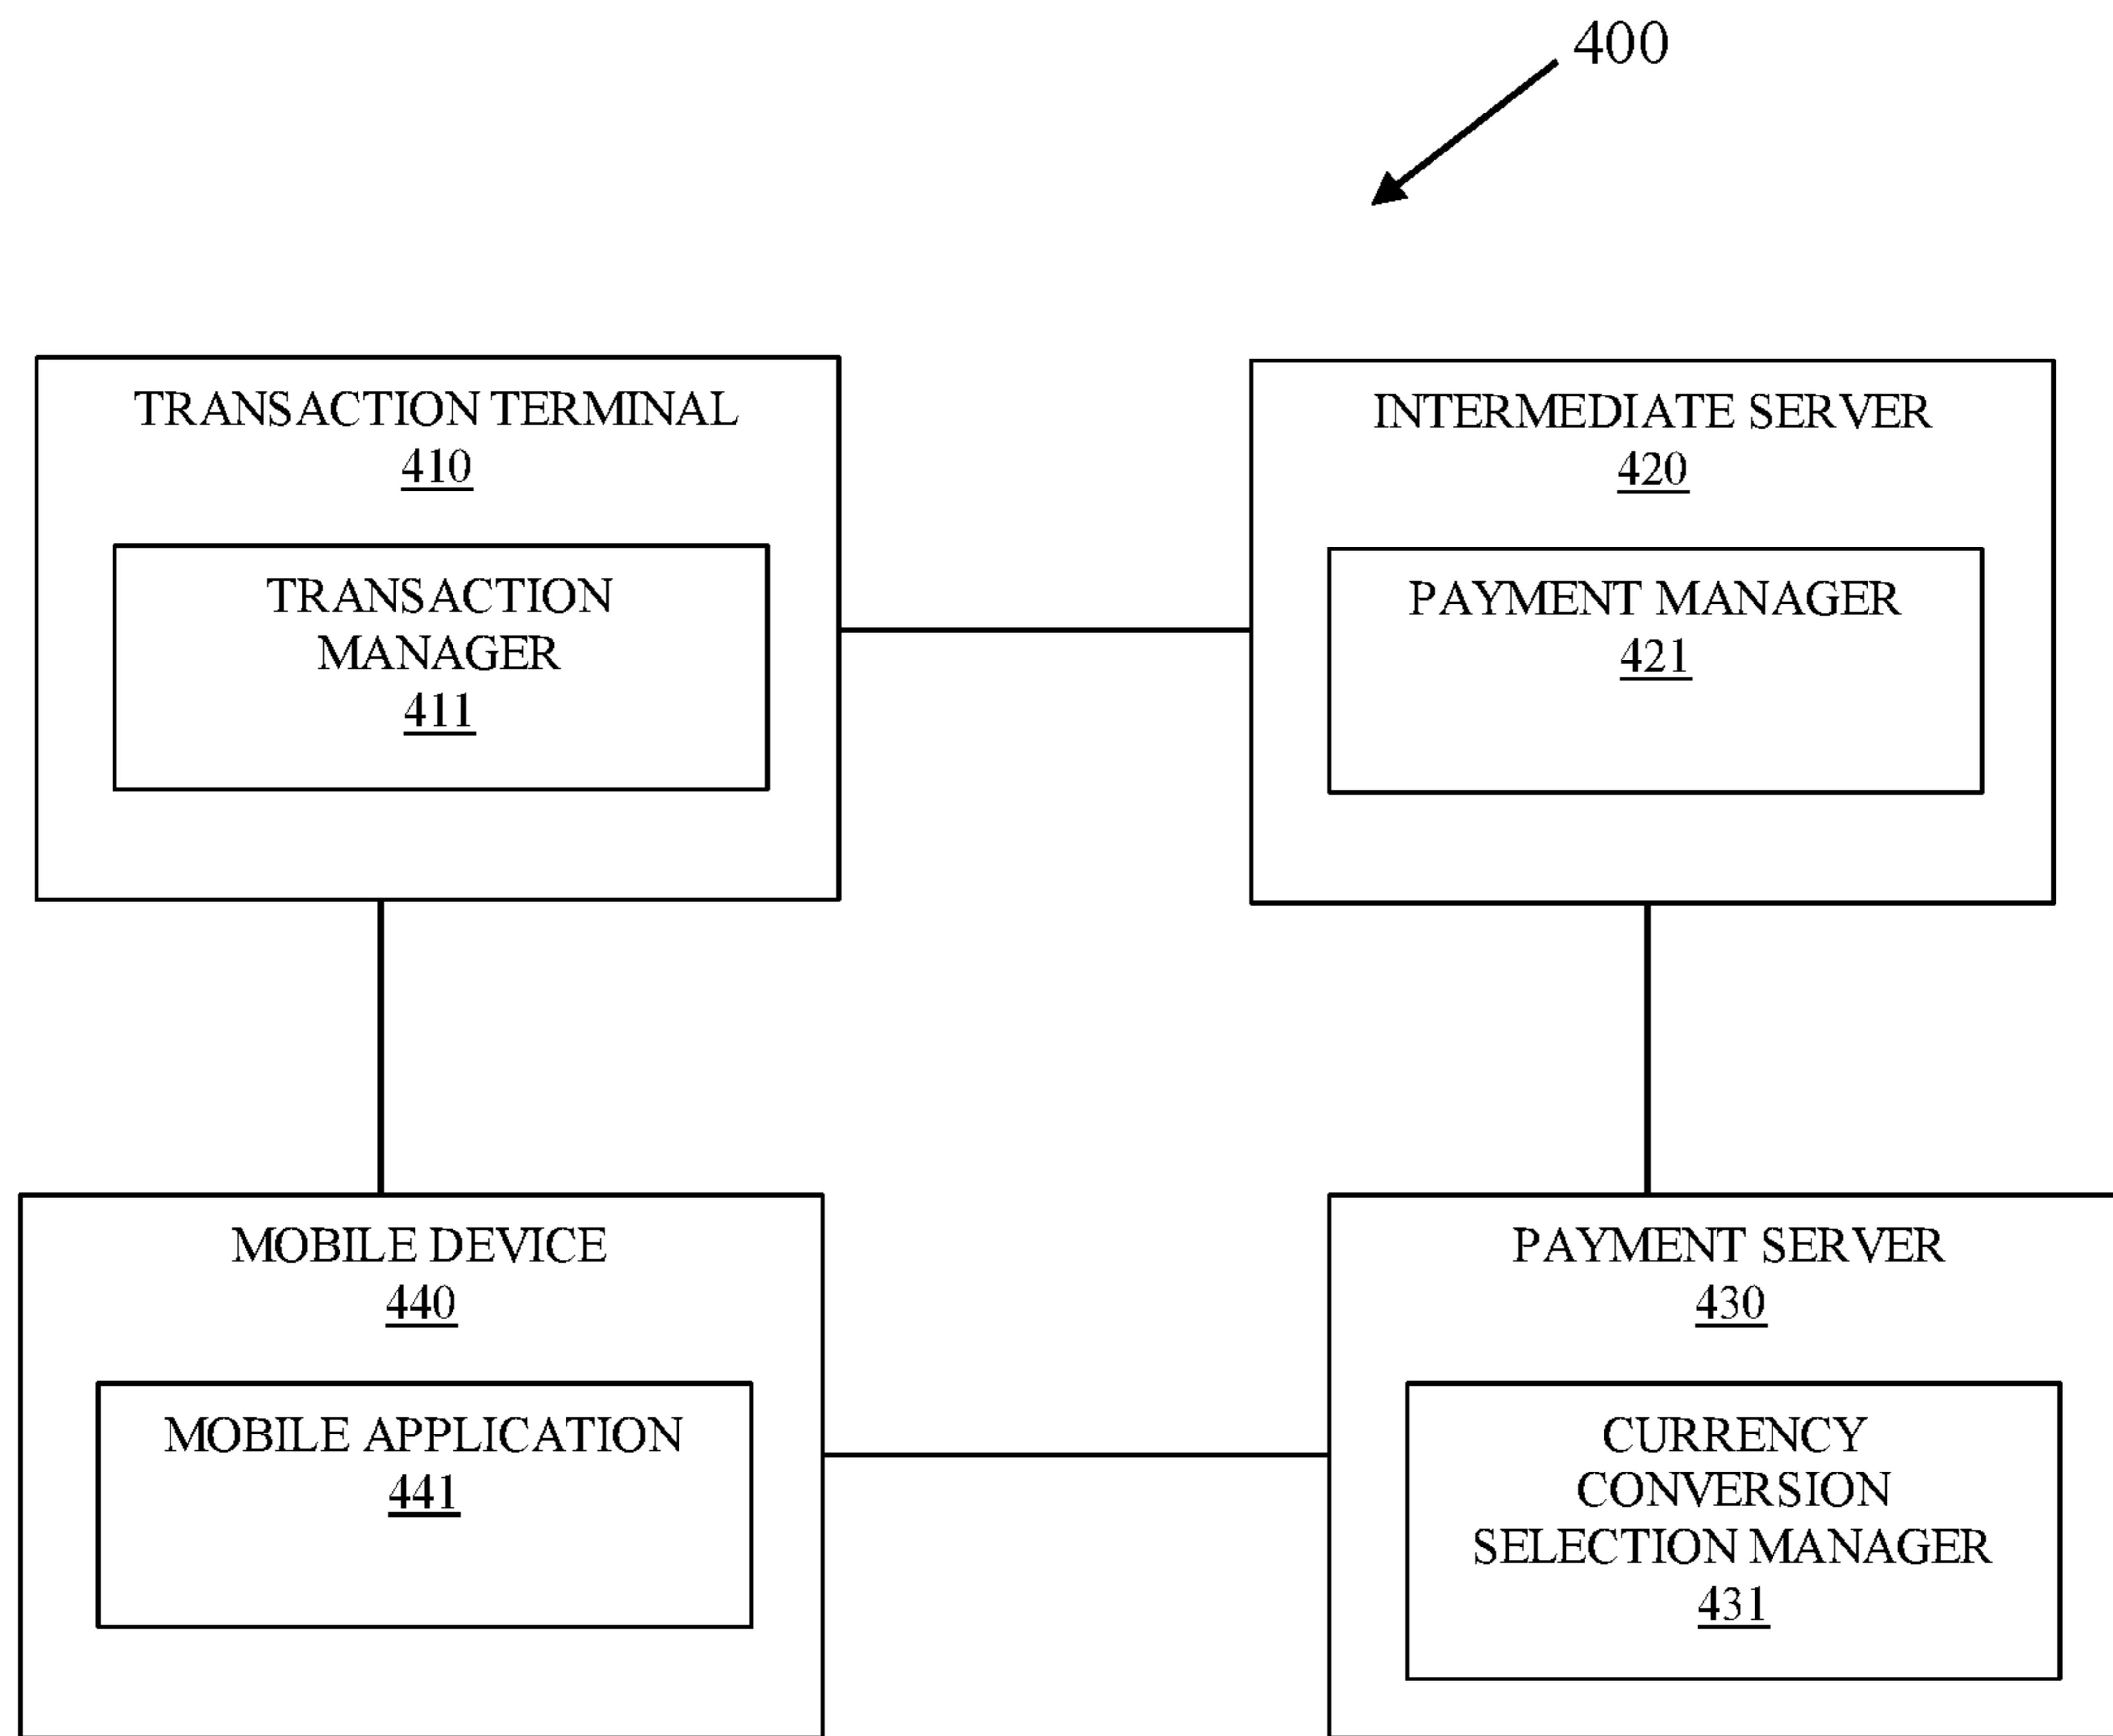 400
TRANSACTION TERMINAL
410
TRANSACTION
MANAGER
411
INTERMEDIATE SERVER
420
PAYMENT MANAGER
421
MOBILE DEVICE
440
MOBILE APPLICATION
441
PAYMENT SERVER
430
CURRENCY
CONVERSION
SELECTION MANAGER
431